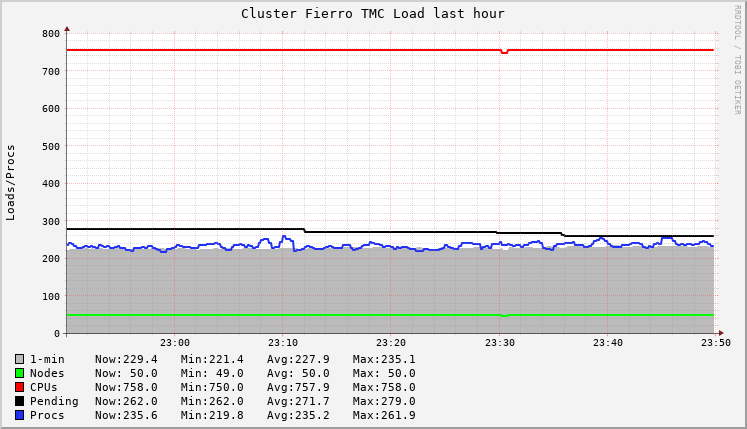 Cluster Fierro TMC Load last hour
RRDTOOL / TOBI OETIKER
Loads/Procs
800
700
600
500
400
300
200
100
0
23:00 23:10 23:20 23:30 23:40 23:50
1-min Now:229.4 Min:221.4 Avg:227.9 Max:235.1
Nodes Now: 50.0 Min: 49.0 Avg: 50.0 Max: 50.0
CPUs Now:758.0 Min:750.0 Avg:757.9 Max:758.0
Pending Now:262.0 Min:262.0 Avg:271.7 Max:279.0
Procs Now:235.6 Min:219.8 Avg:235.2 Max:261.9